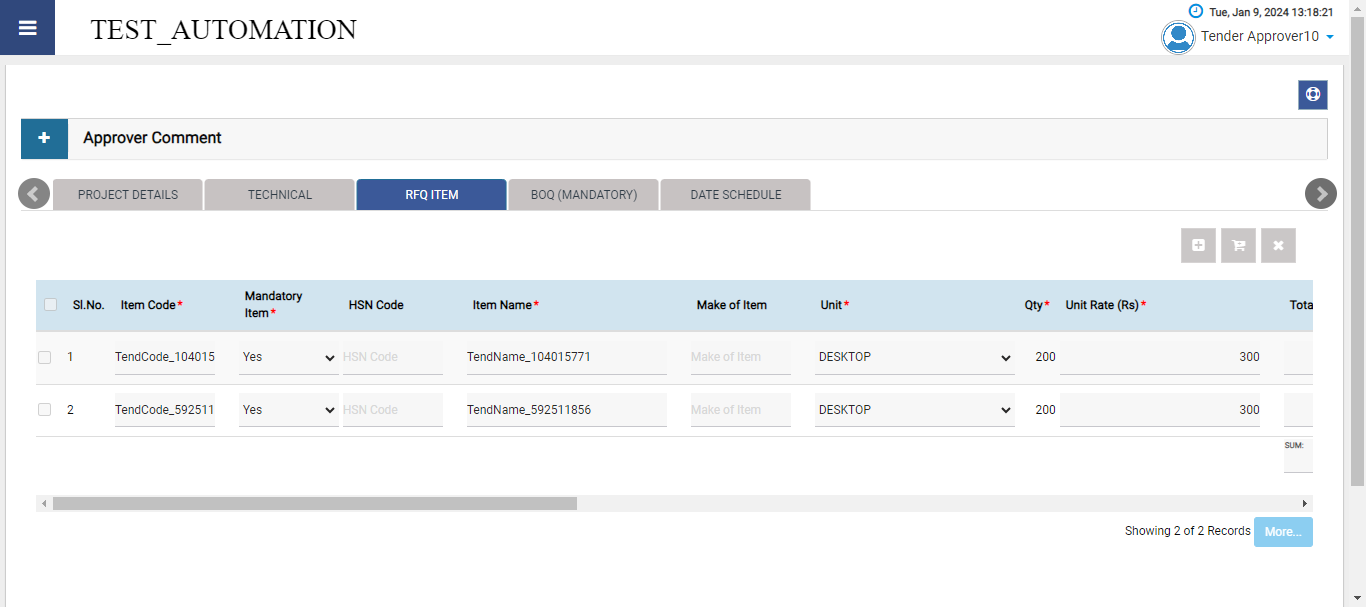 Tue, Jan 9, 2024 13:18:21
TEST_AUTOMATION
Tender Approver10
Approver Comment
PROJECT DETAILS TECHNICAL RFQ ITEM BOQ (MANDATORY) DATE SCHEDULE
Sl.No. Item Code* Mandatory Item* HSN Code Item Name* Make of Item Unit* Qty* Unit Rate (Rs)* Tota
1 TendCode_104015 Yes HSN Code TendName_104015771 Make of Item DESKTOP 200 300
2 TendCode_592511 Yes HSN Code TendName_592511856 Make of Item DESKTOP 200 300
SUM:
Showing 2 of 2 Records More...